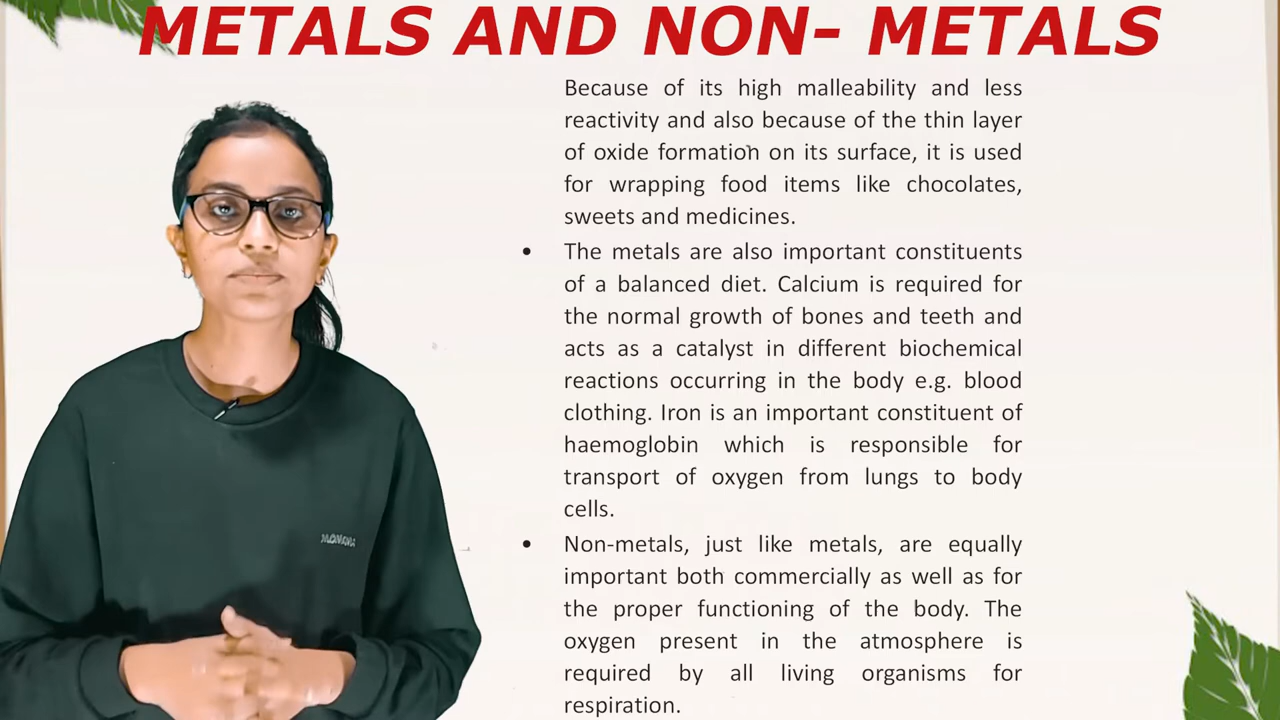 METALS AND NON- METALS
Because of its high malleability and less
reactivity and also because of the thin layer
of oxide formation on its surface, it is used
for wrapping food items like chocolates,
sweets and medicines.
• The metals are also important constituents
of a balanced diet. Calcium is required for
the normal growth of bones and teeth and
acts as a catalyst in different biochemical
reactions occurring in the body e.g. blood
clothing. Iron is an important constituent of
haemoglobin which is responsible for
transport of oxygen from lungs to body
cells.
• Non-metals, just like metals, are equally
important both commercially as well as for
the proper functioning of the body. The
oxygen present in the atmosphere is
required by all living organisms for
respiration.